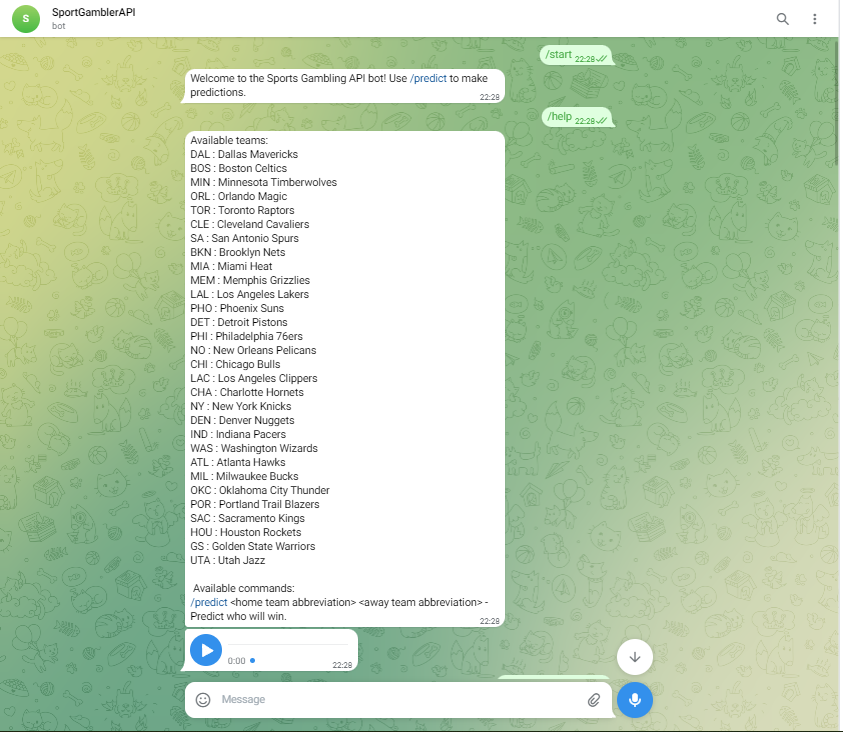 S
SportGamblerAPI
bot
/start 22:28
Welcome to the Sports Gambling API bot! Use /predict to make
predictions. 22:28
/help 22:28
Available teams:
DAL : Dallas Mavericks
BOS : Boston Celtics
MIN : Minnesota Timberwolves
ORL : Orlando Magic
TOR : Toronto Raptors
CLE : Cleveland Cavaliers
SA : San Antonio Spurs
BKN : Brooklyn Nets
MIA : Miami Heat
MEM : Memphis Grizzlies
LAL : Los Angeles Lakers
PHO : Phoenix Suns
DET : Detroit Pistons
PHI : Philadelphia 76ers
NO : New Orleans Pelicans
CHI : Chicago Bulls
LAC : Los Angeles Clippers
CHA : Charlotte Hornets
NY : New York Knicks
DEN : Denver Nuggets
IND : Indiana Pacers
WAS : Washington Wizards
ATL : Atlanta Hawks
MIL : Milwaukee Bucks
OKC : Oklahoma City Thunder
POR : Portland Trail Blazers
SAC : Sacramento Kings
HOU : Houston Rockets
GS : Golden State Warriors
UTA : Utah Jazz
Available commands:
/predict <home team abbreviation> <away team abbreviation> -
Predict who will win. 22:28
0:00 22:28
Message